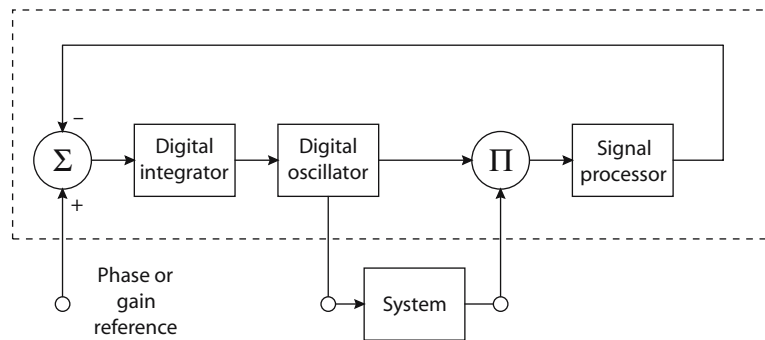 −
Σ
+
Digital
integrator
Digital
oscillator
Π
Signal
processor
Phase or
gain
reference
System